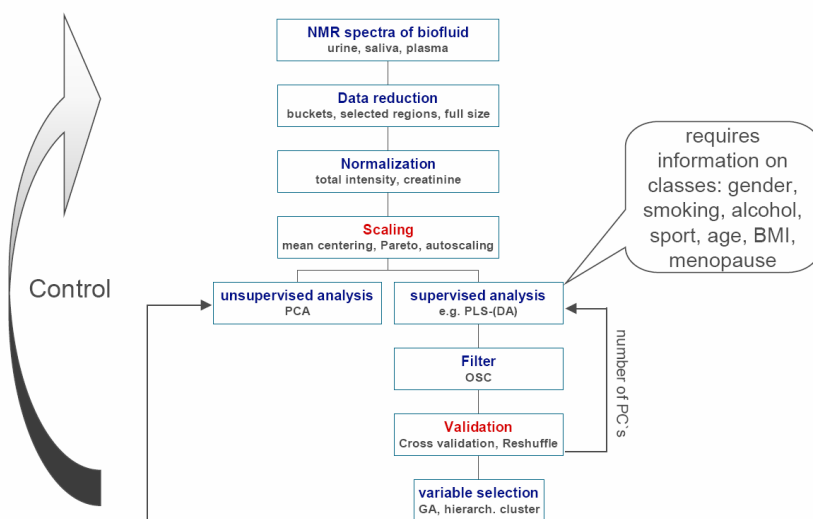 NMR spectra of biofluid
urine, saliva, plasma
Data reduction
buckets, selected regions, full size
Normalization
total intensity, creatinine
Scaling
mean centering, Pareto, autoscaling
requires
information on
classes: gender,
smoking, alcohol,
sport, age, BMI,
menopause
Control
unsupervised analysis
PCA
supervised analysis
e.g. PLS-(DA)
Filter
OSC
number of PC`s
Validation
Cross validation, Reshuffle
variable selection
GA, hierarch. cluster